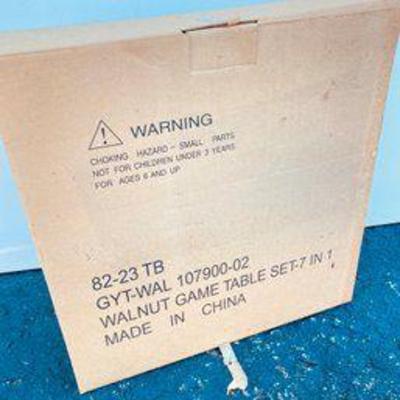 WARNING
CHOKING HAZARD - SMALL PARTS
NOT FOR CHILDREN UNDER 3 YEARS
FOR AGES 6 AND UP
82-23 TB
GYT-WAL 107900-02
WALNUT GAME TABLE SET-7 IN 1
MADE IN CHINA